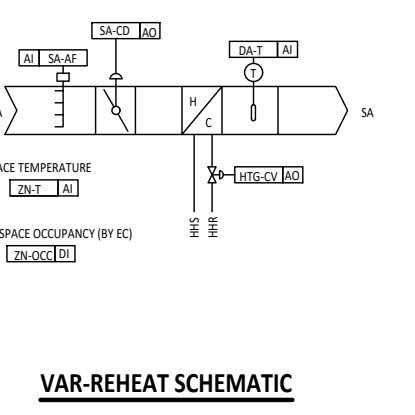 SA-CD AO
AI SA-AF
DA-T AI
T
H
C
SA
HTG-CV AO
TEMPERATURE
ZN-T AI
HHS
HHR
SPACE OCCUPANCY (BY EC)
ZN-OCC DI
VAR-REHEAT SCHEMATIC